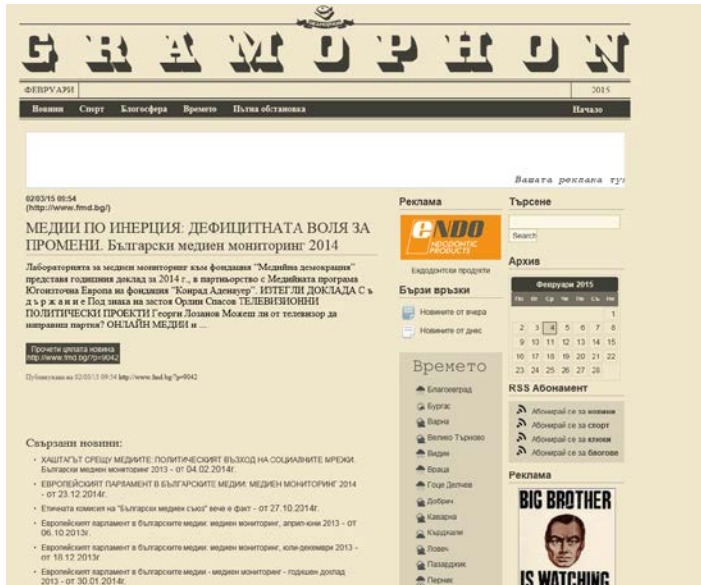 GRAMOPHON
ФЕВРУАРИ
2015
Новини Спорт Блогосфера Времето Пътна обстановка Начало
Вашата реклама ту
02/03/15 09:54
(http://www.fmd.bg/)
МЕДИИ ПО ИНЕРЦИЯ: ДЕФИЦИТНАТА ВОЛЯ ЗА
ПРОМЕНИ. Български медиен мониторинг 2014
Лабораторията за медиен мониторинг към фондация "Медийна демокрация"
представя годишния доклад за 2014 г., в партньорство с Медийната програма
Югоизточна Европа на фондация "Конрад Аденауер". ИЗТЕГЛИ ДОКЛАДА С ъ
д ъ р ж а н и е Под знака на застоя Орлин Спасов ТЕЛЕВИЗИОННИ
ПОЛИТИЧЕСКИ ПРОЕКТИ Георги Лозанов Можеш ли от телевизор да
направиш партия? ОНЛАЙН МЕДИИ и ...
Прочети цялата новина
http://www.fmd.bg/?p=9042
Публикувана на 02/03/15 09:54 http://www.fmd.bg/?p=9042
Свързани новини:
ХАШТАГЪТ СРЕЩУ МЕДИИТЕ: ПОЛИТИЧЕСКИЯТ ВЪЗХОД НА СОЦИАЛНИТЕ МРЕЖИ.
Български медиен мониторинг 2013 - от 04.02.2014г.
ЕВРОПЕЙСКИЯТ ПАРЛАМЕНТ В БЪЛГАРСКИТЕ МЕДИИ: МЕДИЕН МОНИТОРИНГ 2014
- от 23.12.2014г.
Етичната комисия на "Български медиен съюз" вече е факт - от 27.10.2014г.
Европейският парламент в българските медии: медиен мониторинг, април-юни 2013 - от
06.10.2013г.
Европейският парламент в българските медии: медиен мониторинг, юли-декември 2013 -
от 18.12.2013г.
Европейският парламент в българските медии - медиен мониторинг - годишен доклад
2013 - от 30.01.2014г.
Реклама
ENDO
ENDODONTIC
PRODUCTS
Ендодонтски продукти
Бързи връзки
Новините от вчера
Новините от днес
Времето
Благоевград
Бургас
Варна
Велико Търново
Видин
Враца
Гоце Делчев
Добрич
Каварна
Кърджали
Ловеч
Пазарджик
Перник
Търсене
Search
Архив
Февруари 2015
По Вт Ср Че Пе Съ Не
1
2 3 4 5 6 7 8
9 10 11 12 13 14 15
16 17 18 19 20 21 22
23 24 25 26 27 28
RSS Абонамент
Абонирай се за новини
Абонирай се за спорт
Абонирай се за клюки
Абонирай се за блогове
Реклама
BIG BROTHER
IS WATCHING